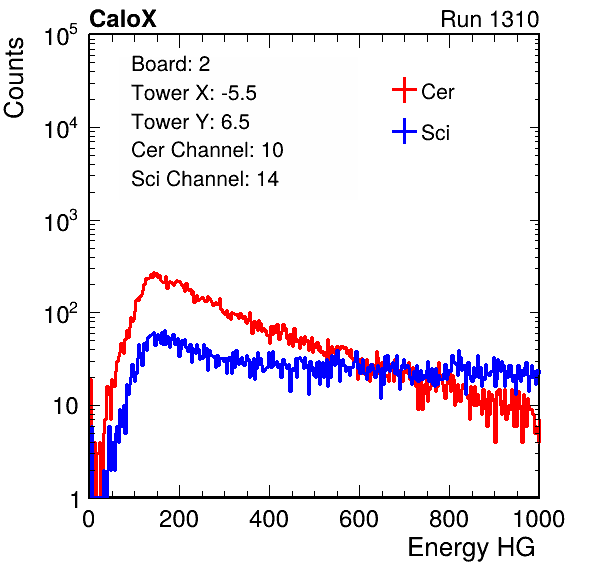 CaloX Run 1310
Counts
10^5
10^4
10^3
10^2
10
1
Board: 2
Tower X: -5.5
Tower Y: 6.5
Cer Channel: 10
Sci Channel: 14
Cer
Sci
0 200 400 600 800 1000
Energy HG